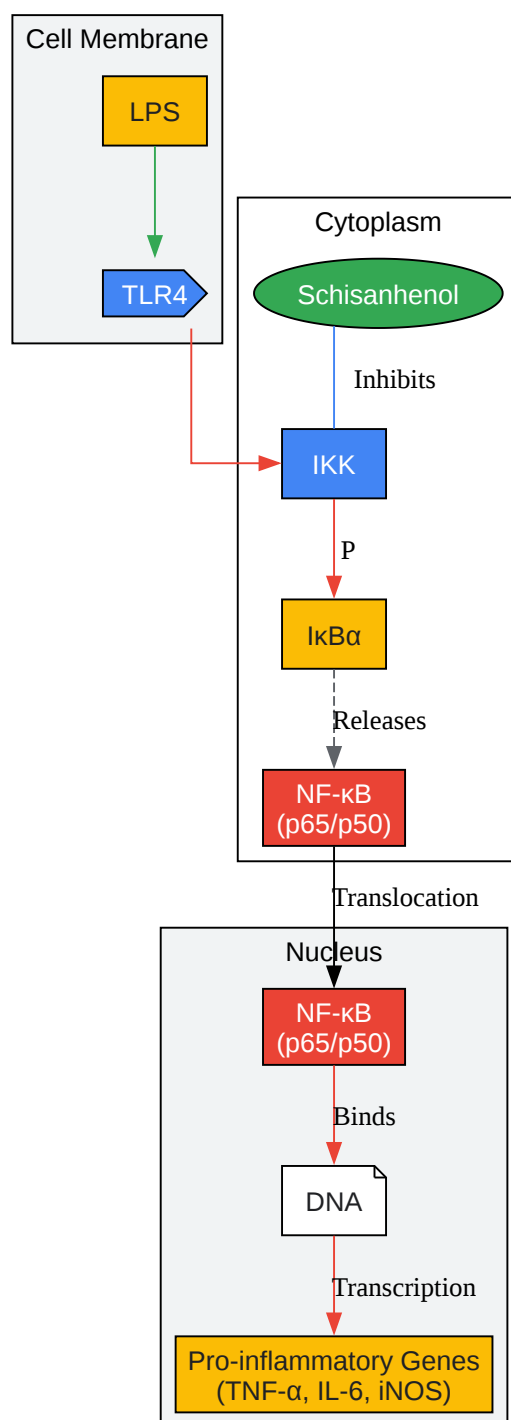 Cell Membrane
LPS
TLR4
Cytoplasm
Schisanhenol
Inhibits
IKK
P
IκBα
Releases
NF-κB
(p65/p50)
Translocation
Nucleus
NF-κB
(p65/p50)
Binds
DNA
Transcription
Pro-inflammatory Genes
(TNF-α, IL-6, iNOS)